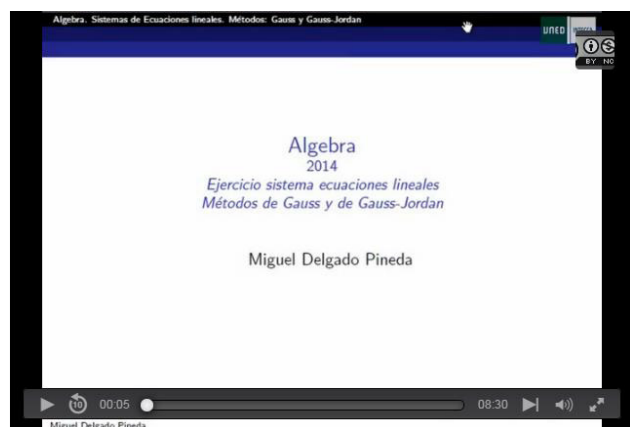 Algebra. Sistemas de Ecuaciones lineales. Métodos: Gauss y Gauss-Jordan
UNED
BY NC
Algebra
2014
Ejercicio sistema ecuaciones lineales
Métodos de Gauss y de Gauss-Jordan
Miguel Delgado Pineda
10 00:05 08:30
Miguel Delgado Pineda